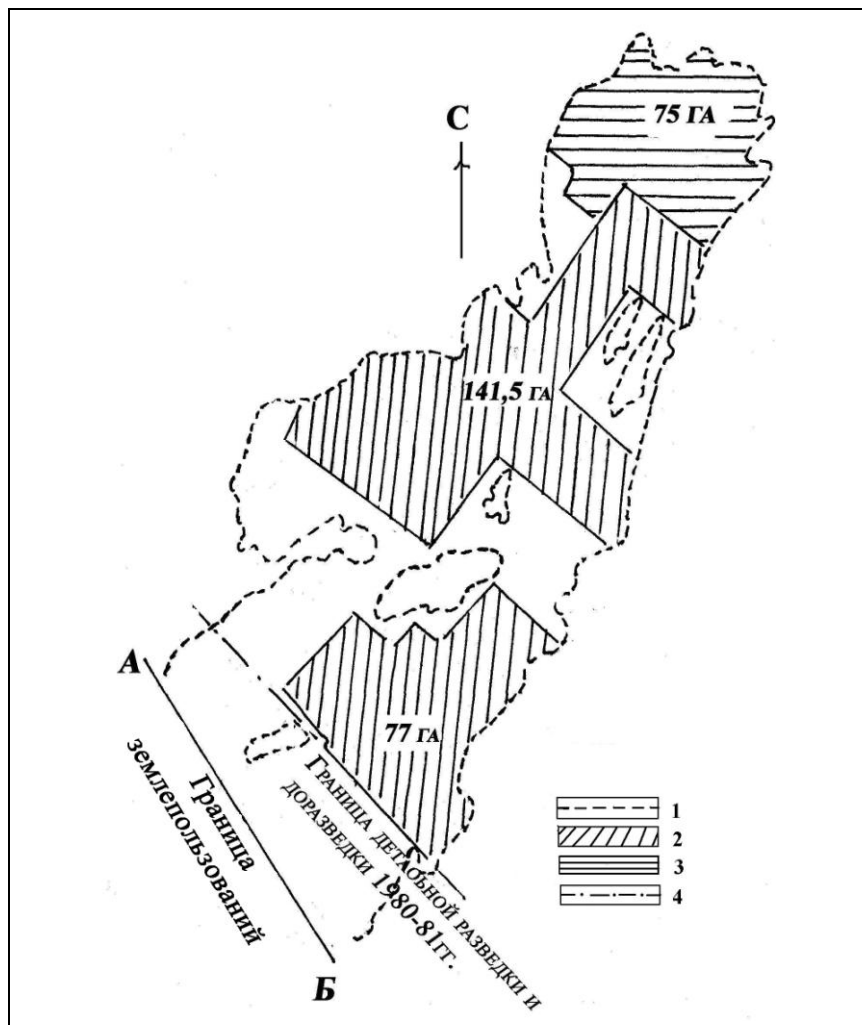 75 ГА
С
141,5 ГА
А
77 ГА
Граница
землепользований
Граница детальной разведки и
доразведки 1980-81гг.
Б
1
2
3
4